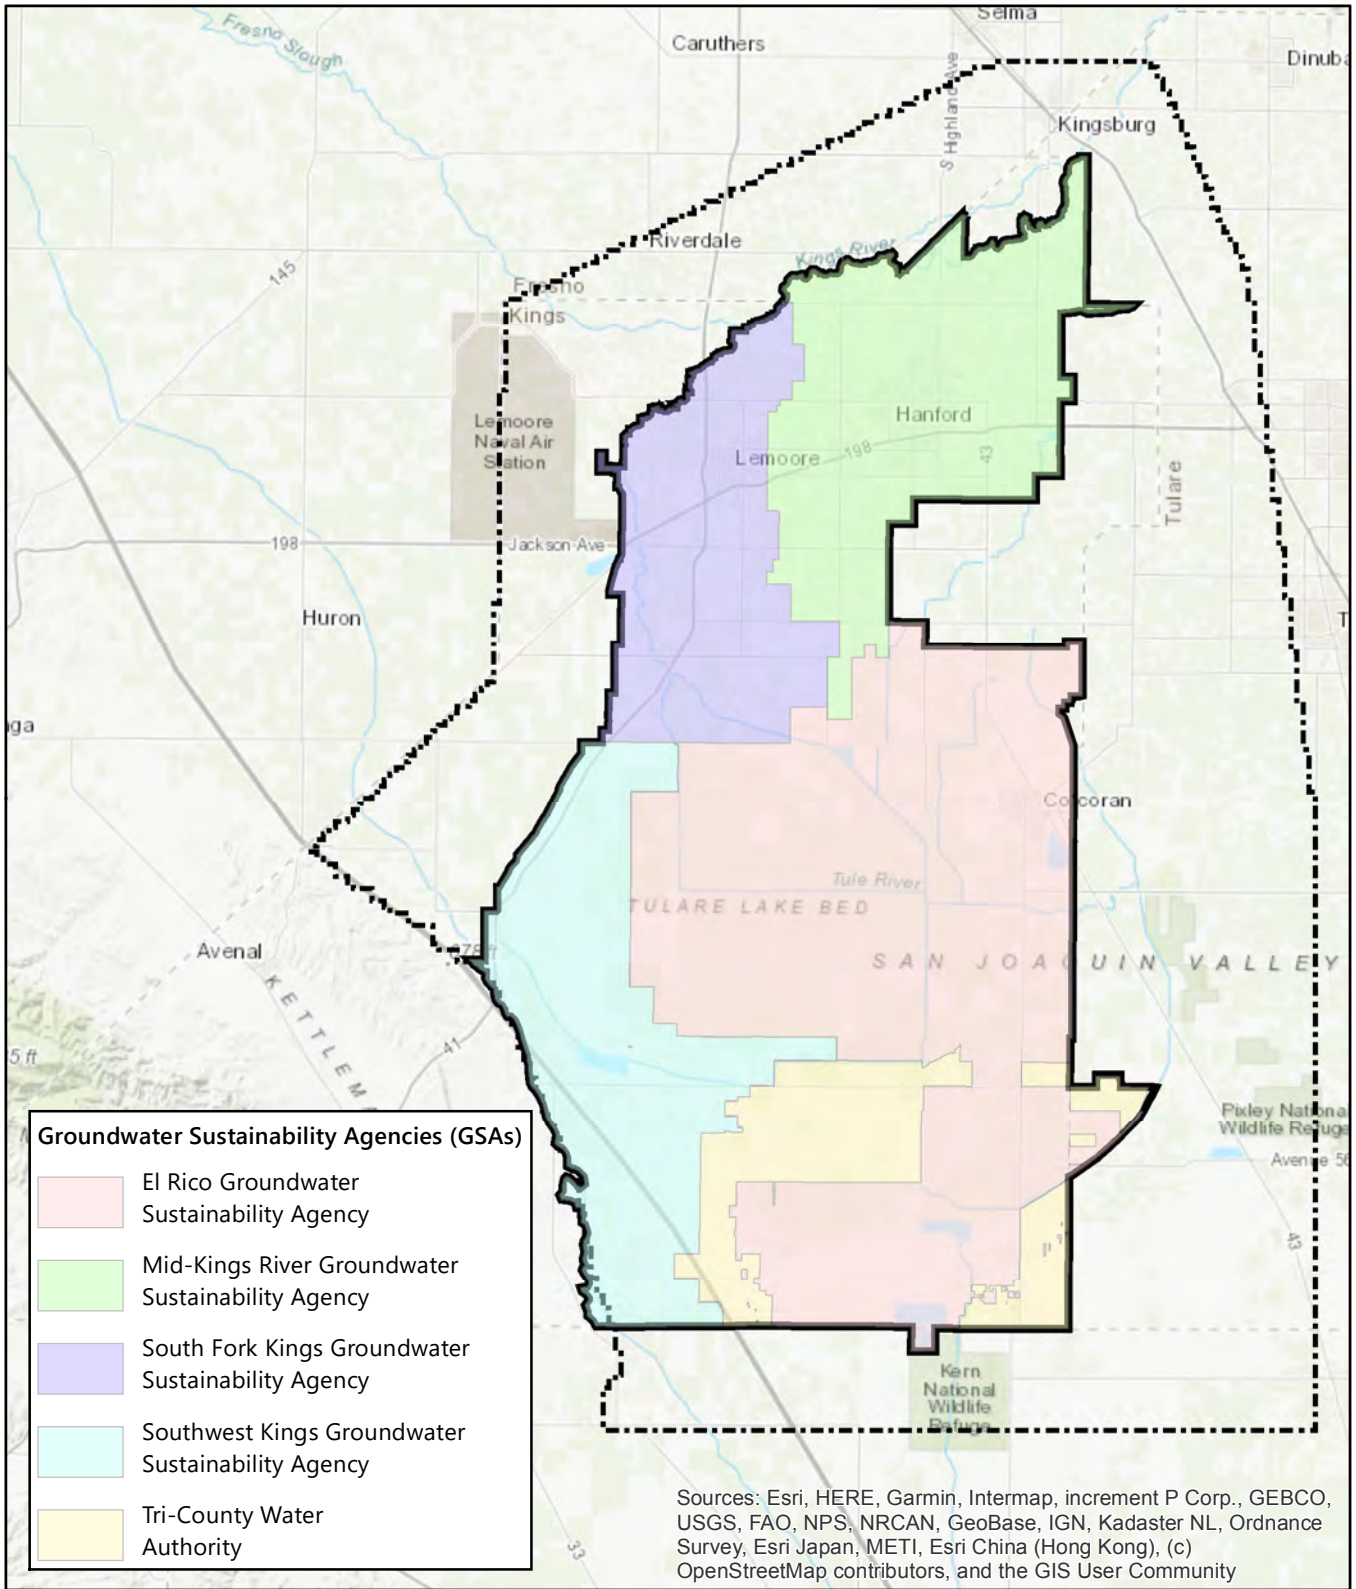 Selma
Fresno Slough
Caruthers
Dinuba
S Highland Ave
Kingsburg
Riverdale
Kings River
145
Fresno
Kings
Hanford
Lemoore
Naval Air
Station
Lemoore
198
43
Tulare
198
Jackson Ave
Huron
Corcoran
Tule River
TULARE LAKE BED
Avenal
SAN JOAQUIN VALLEY
41
Pixley National
Wildlife Refuge
Avenue 56
43
Groundwater Sustainability Agencies (GSAs)
El Rico Groundwater
Sustainability Agency
Mid-Kings River Groundwater
Sustainability Agency
South Fork Kings Groundwater
Sustainability Agency
Southwest Kings Groundwater
Sustainability Agency
Tri-County Water
Authority
Kern
National
Wildlife
Refuge
33
Sources: Esri, HERE, Garmin, Intermap, increment P Corp., GEBCO,
USGS, FAO, NPS, NRCAN, GeoBase, IGN, Kadaster NL, Ordnance
Survey, Esri Japan, METI, Esri China (Hong Kong), (c)
OpenStreetMap contributors, and the GIS User Community